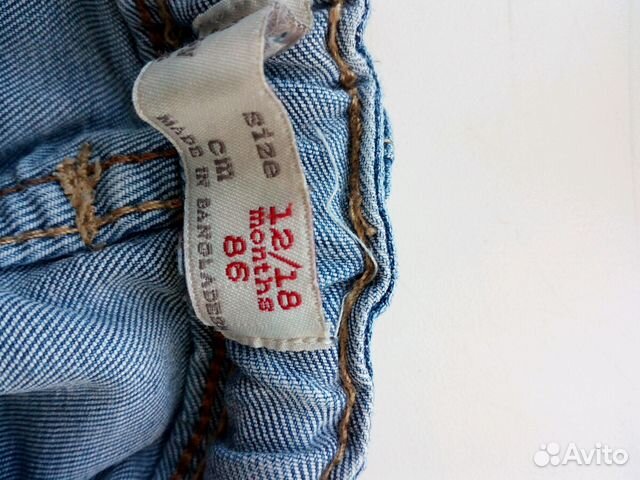 size 12/18
months
cm 86
MADE IN BANGLADESH
Avito